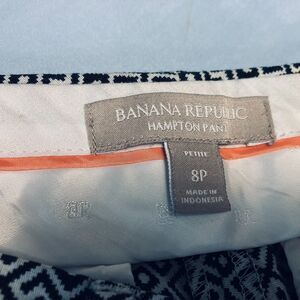 BANANA REPUBLIC
HAMPTON PANT
PETITE
8P
MADE IN
INDONESIA